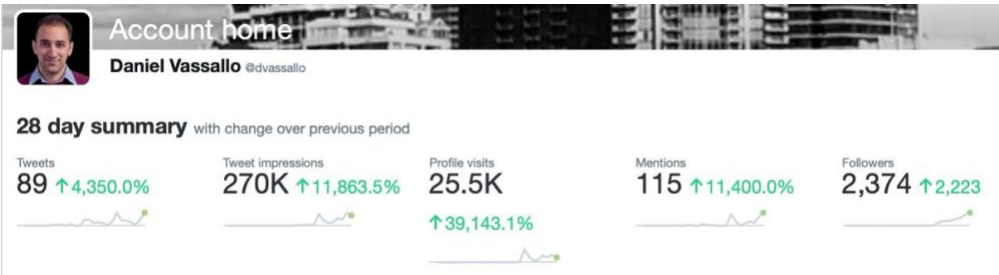 Account home
Daniel Vassallo @dvassallo
28 day summary with change over previous period
Tweets
89 ↑4,350.0%
Tweet impressions
270K ↑11,863.5%
Profile visits
25.5K
↑39,143.1%
Mentions
115 ↑11,400.0%
Followers
2,374 ↑2,223